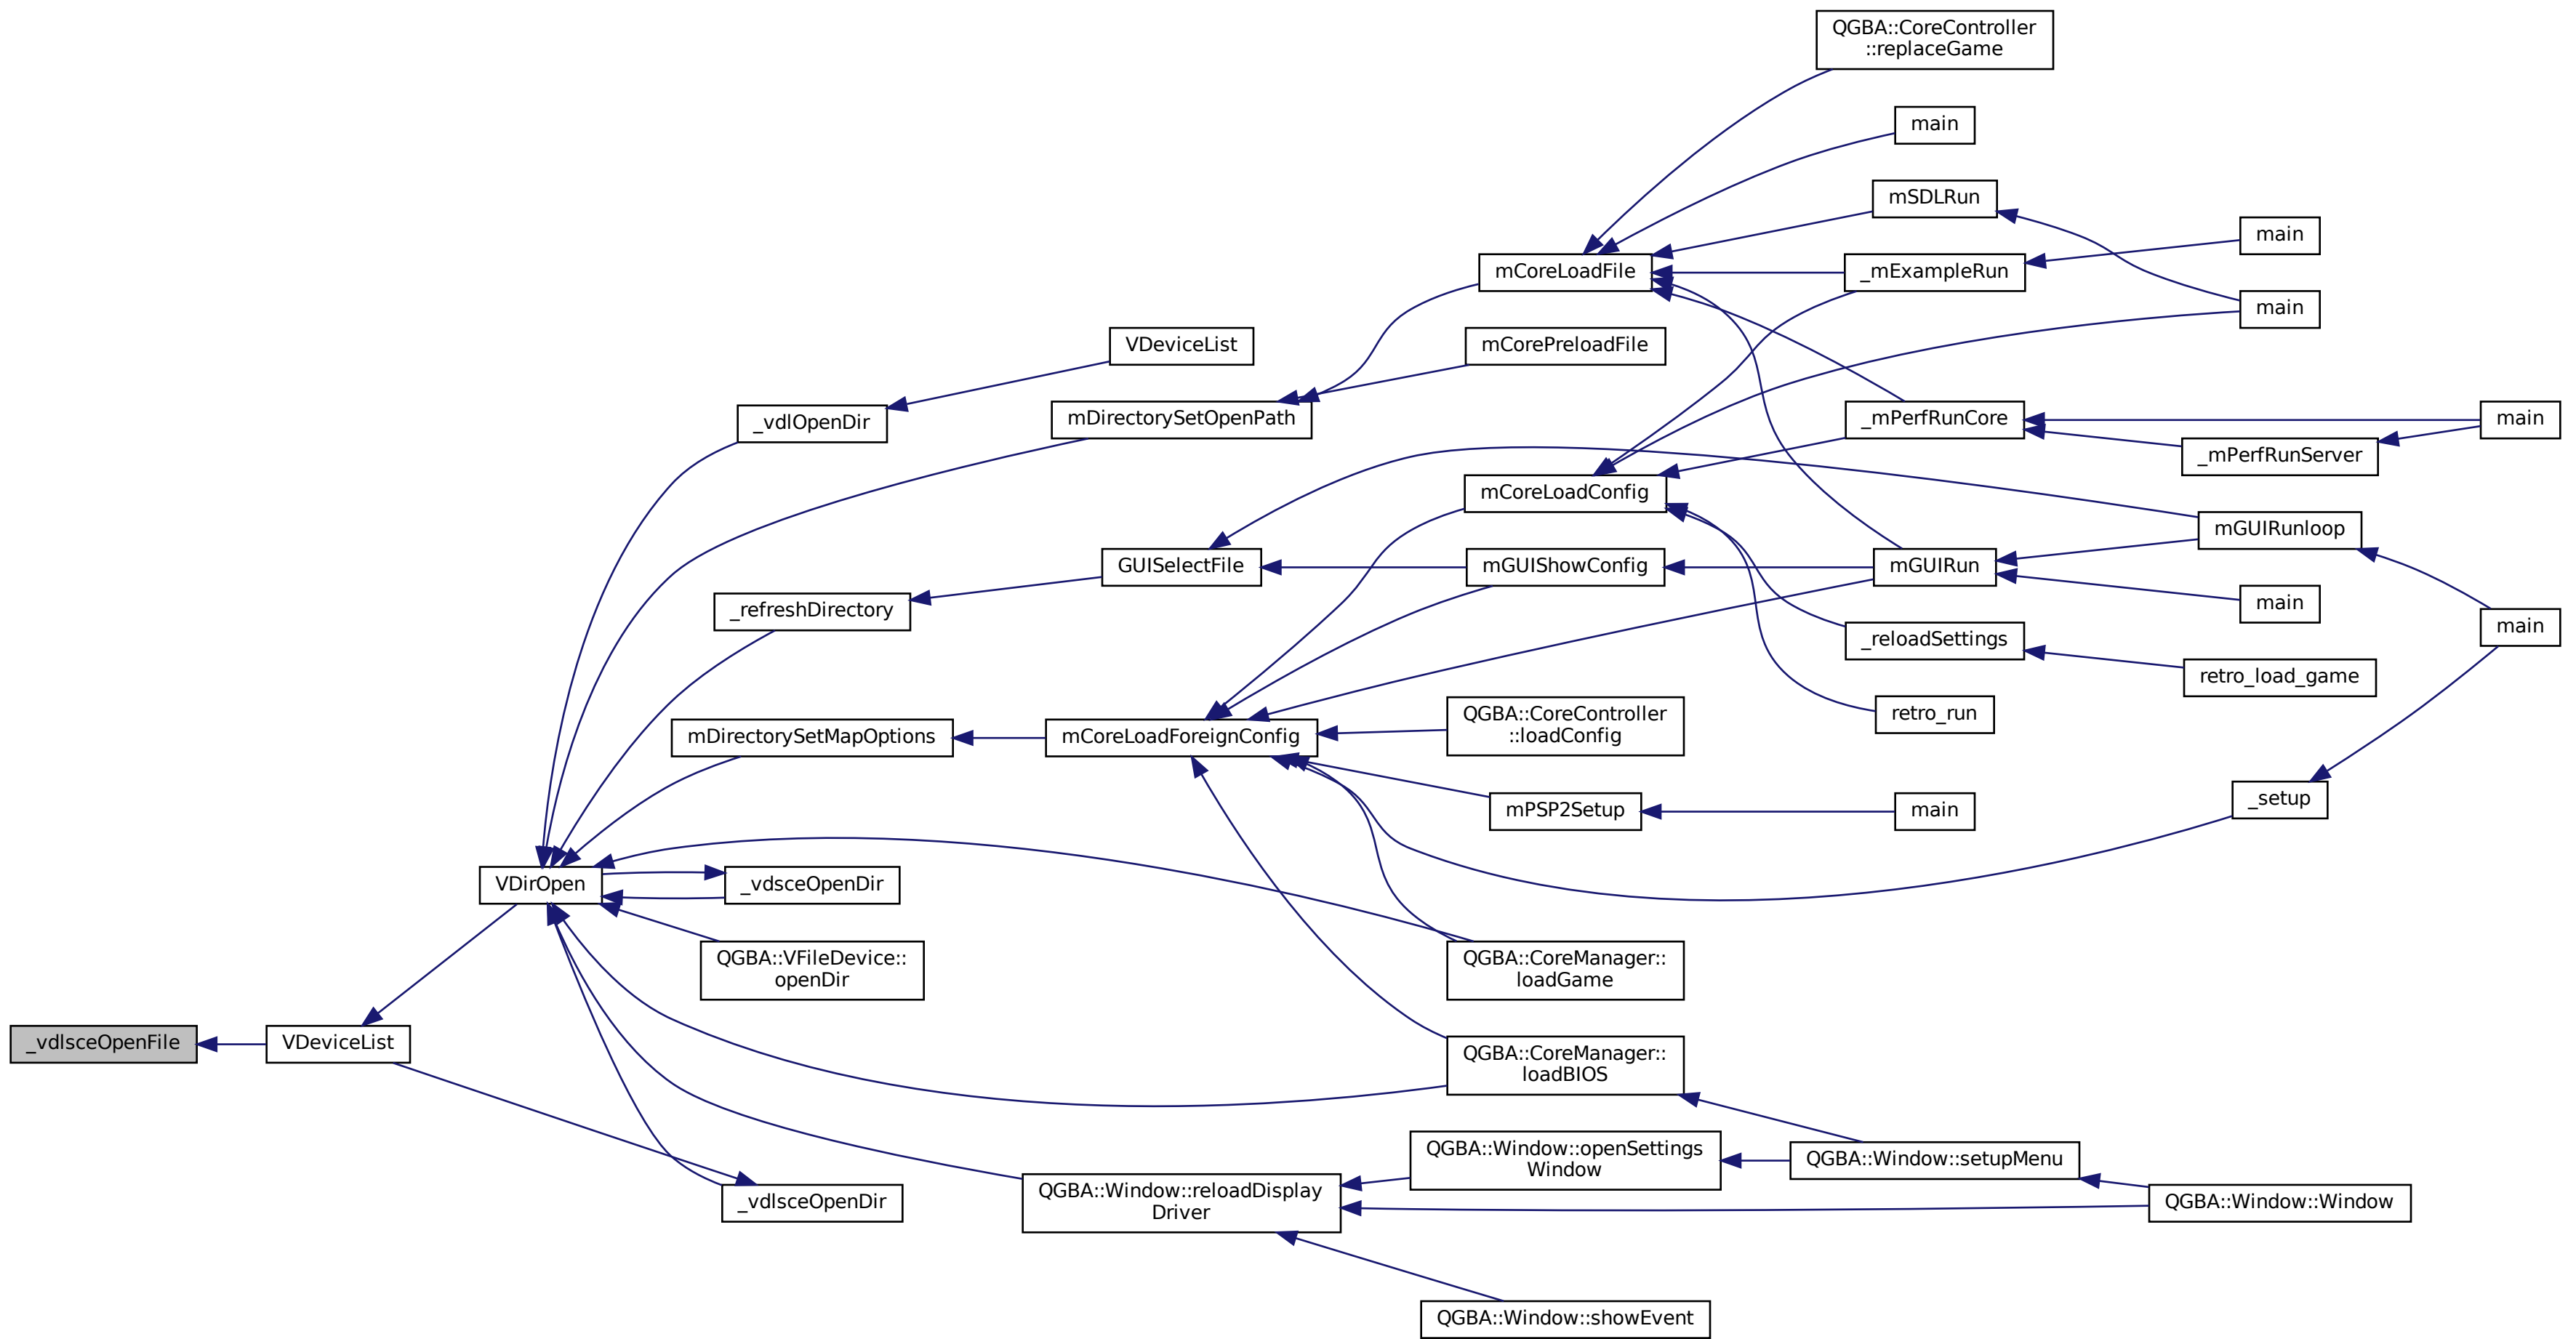 QGBA::CoreController
::replaceGame
main
mSDLRun
main
mCoreLoadFile
_mExampleRun
main
VDeviceList
mCorePreloadFile
_vdlOpenDir
mDirectorySetOpenPath
_mPerfRunCore
main
_mPerfRunServer
mCoreLoadConfig
mGUIRunloop
GUISelectFile
mGUIShowConfig
mGUIRun
main
_refreshDirectory
main
_reloadSettings
retro_load_game
retro_run
mDirectorySetMapOptions
mCoreLoadForeignConfig
QGBA::CoreController
::loadConfig
_setup
mPSP2Setup
main
VDirOpen
_vdsceOpenDir
QGBA::VFileDevice::
openDir
QGBA::CoreManager::
loadGame
_vdlsceOpenFile
VDeviceList
QGBA::CoreManager::
loadBIOS
QGBA::Window::openSettings
Window
QGBA::Window::setupMenu
_vdlsceOpenDir
QGBA::Window::reloadDisplay
Driver
QGBA::Window::Window
QGBA::Window::showEvent